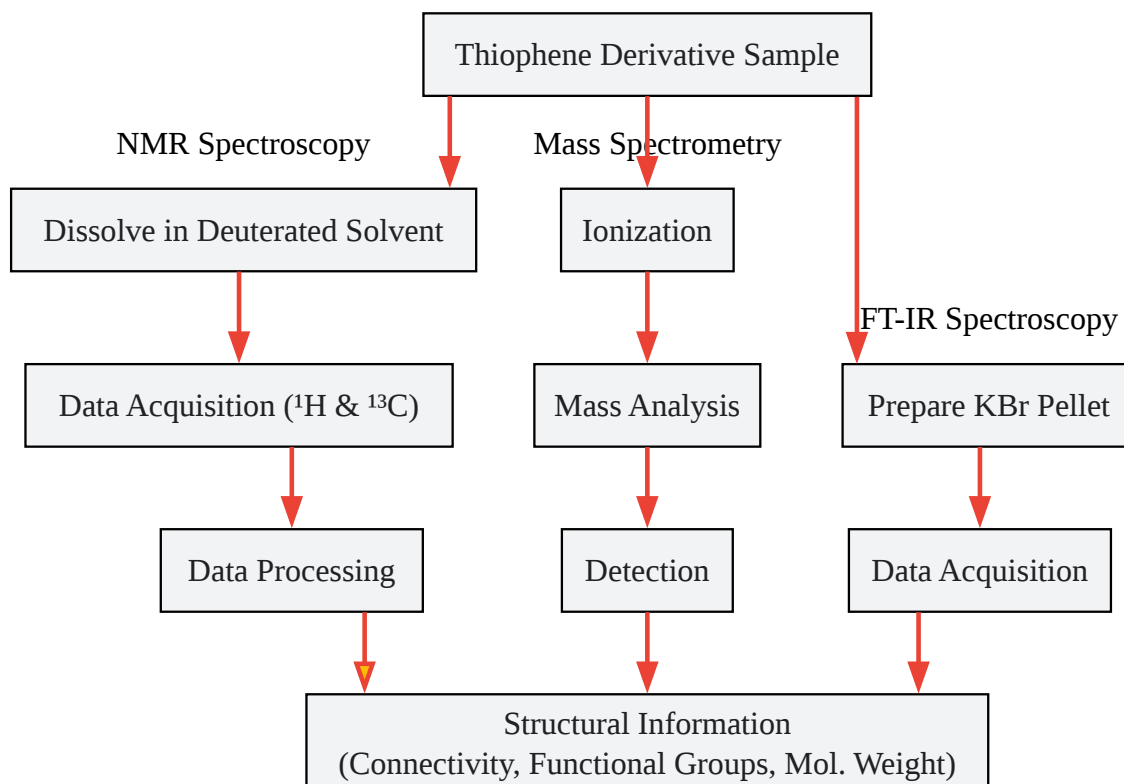 Thiophene Derivative Sample
NMR Spectroscopy
Mass Spectrometry
Dissolve in Deuterated Solvent
Ionization
FT-IR Spectroscopy
Data Acquisition (¹H & ¹³C)
Mass Analysis
Prepare KBr Pellet
Data Processing
Detection
Data Acquisition
Structural Information
(Connectivity, Functional Groups, Mol. Weight)